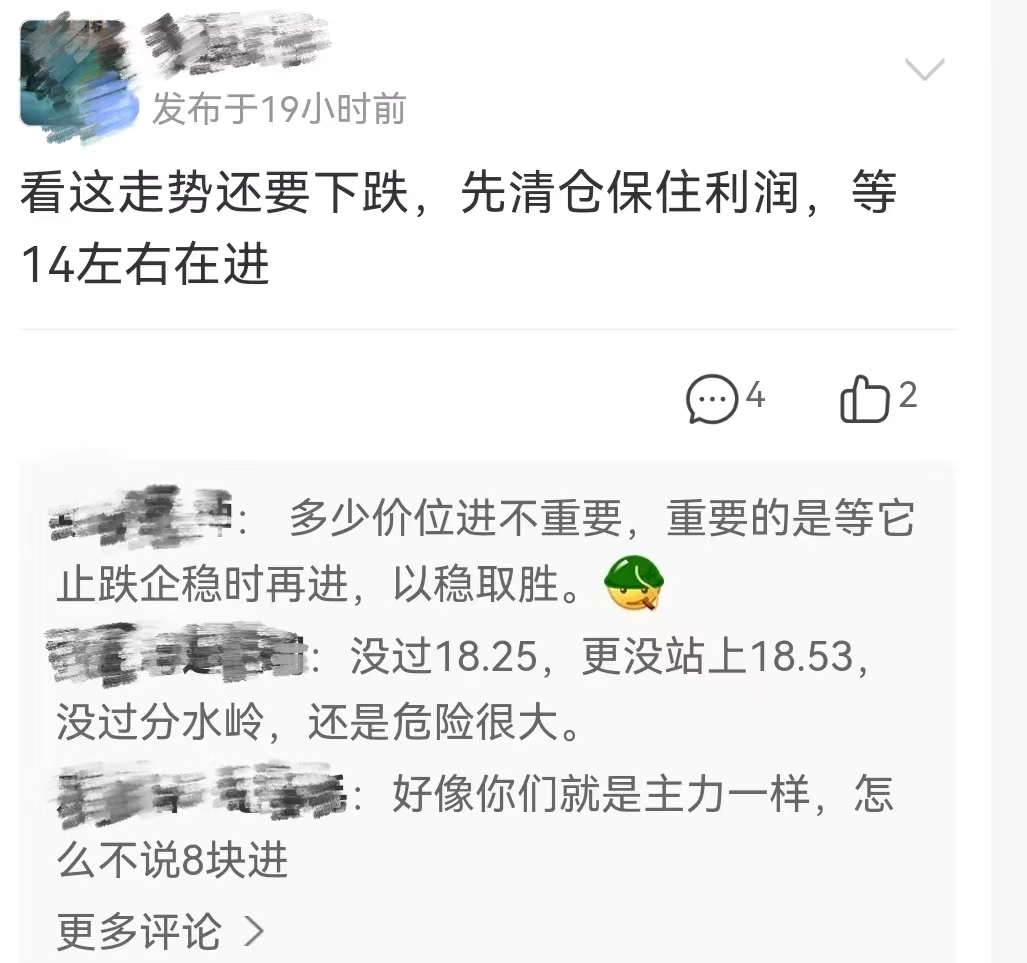 发布于19小时前
看这走势还要下跌，先清仓保住利润，等
14左右在进
4
2
： 多少价位进不重要，重要的是等它
止跌企稳时再进，以稳取胜。
：没过18.25，更没站上18.53，
没过分水岭，还是危险很大。
：好像你们就是主力一样，怎
么不说8块进
更多评论